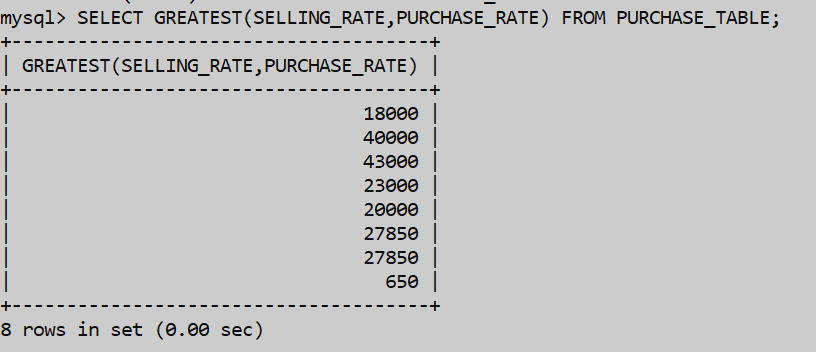 mysql> SELECT GREATEST(SELLING_RATE,PURCHASE_RATE) FROM PURCHASE_TABLE;
+--------------------------------------+
| GREATEST(SELLING_RATE,PURCHASE_RATE) |
+--------------------------------------+
|                                18000 |
|                                40000 |
|                                43000 |
|                                23000 |
|                                20000 |
|                                27850 |
|                                27850 |
|                                  650 |
+--------------------------------------+
8 rows in set (0.00 sec)